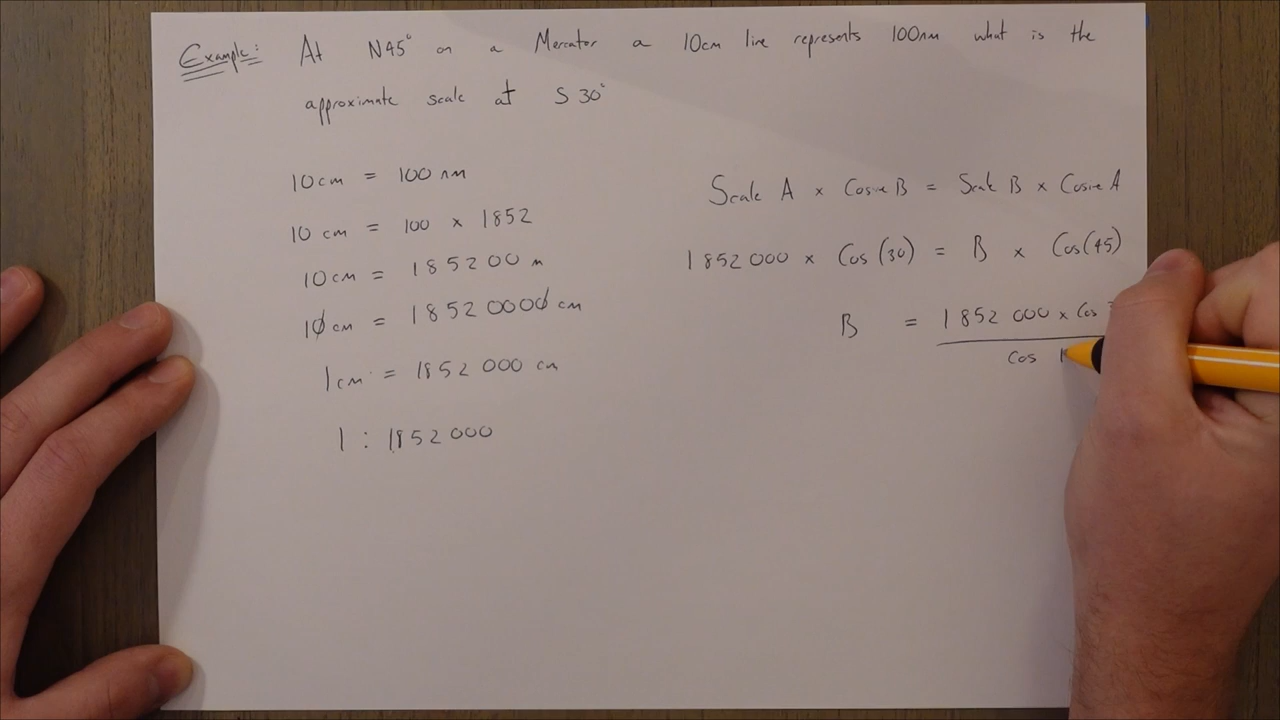 Example: At N45° on a Mercator a 10cm line represents 100nm what is the
approximate scale at S 30°
10cm = 100 nm
10 cm = 100 x 1852
10cm = 185200 m
10cm = 18520000 cm
1cm = 1852 000 cm
1 : 1852 000
Scale A x Cosine B = Scale B x Cosine A
1852 000 x Cos (30) = B x Cos(45)
B = 1852 000 x Cos
cos